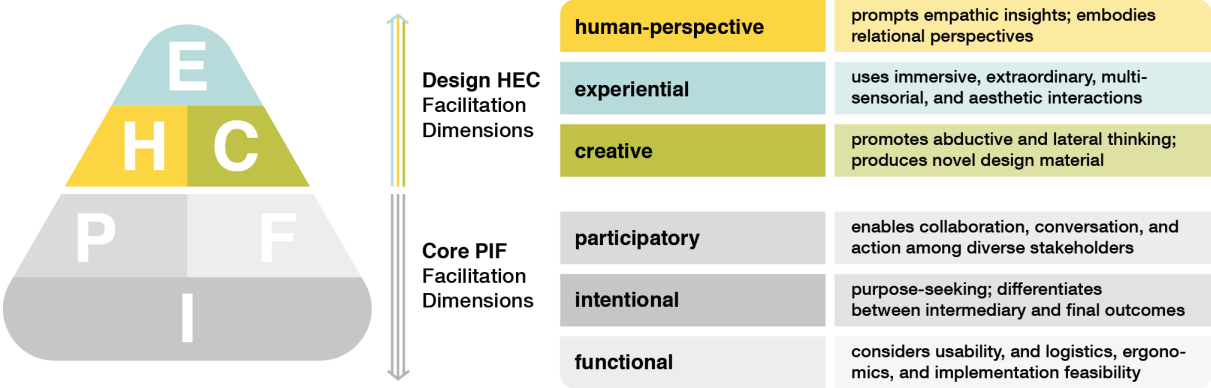 E
H C
P F
I
Design HEC
Facilitation
Dimensions
Core PIF
Facilitation
Dimensions
human-perspective
prompts empathic insights; embodies
relational perspectives
experiential
uses immersive, extraordinary, multi-
sensorial, and aesthetic interactions
creative
promotes abductive and lateral thinking;
produces novel design material
participatory
enables collaboration, conversation, and
action among diverse stakeholders
intentional
purpose-seeking; differentiates
between intermediary and final outcomes
functional
considers usability, and logistics, ergono-
mics, and implementation feasibility